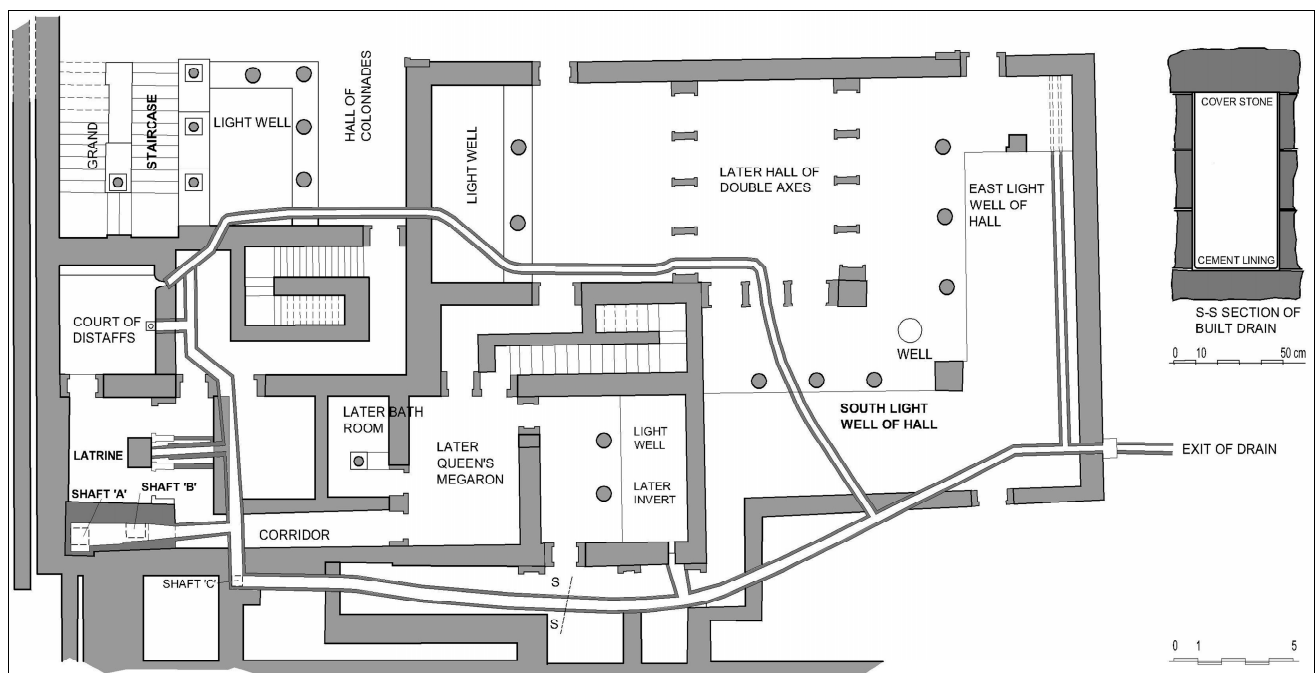 GRAND
STAIRCASE
LIGHT WELL
HALL OF
COLONNADES
LIGHT WELL
LATER HALL OF
DOUBLE AXES
EAST LIGHT
WELL OF
HALL
COVER STONE
CEMENT LINING
S-S SECTION OF
BUILT DRAIN
0 10 50 cm
COURT OF
DISTAFFS
WELL
LATER BATH
ROOM
SOUTH LIGHT
WELL OF HALL
LIGHT
WELL
LATER
QUEEN'S
MEGARON
LATER
INVERT
LATRINE
EXIT OF DRAIN
SHAFT 'A'
SHAFT 'B'
CORRIDOR
SHAFT 'C'
S
S
0 1 5